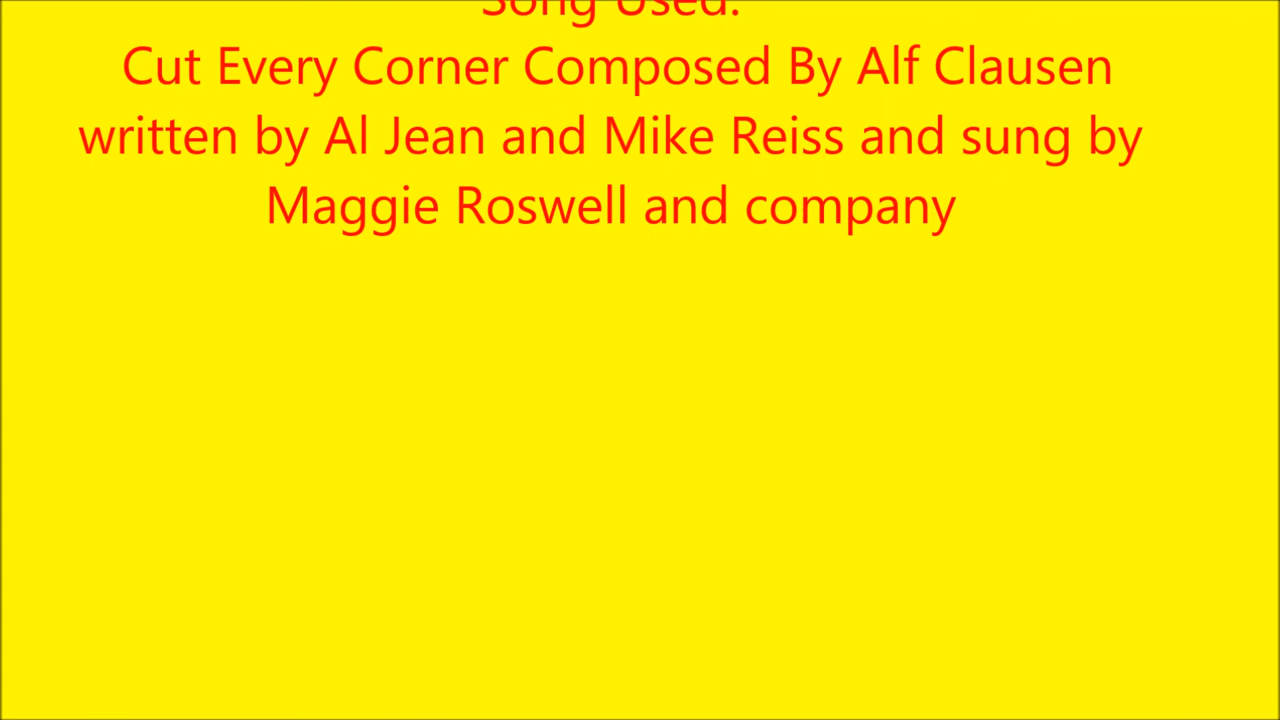 Song Used:
Cut Every Corner Composed By Alf Clausen
written by Al Jean and Mike Reiss and sung by
Maggie Roswell and company